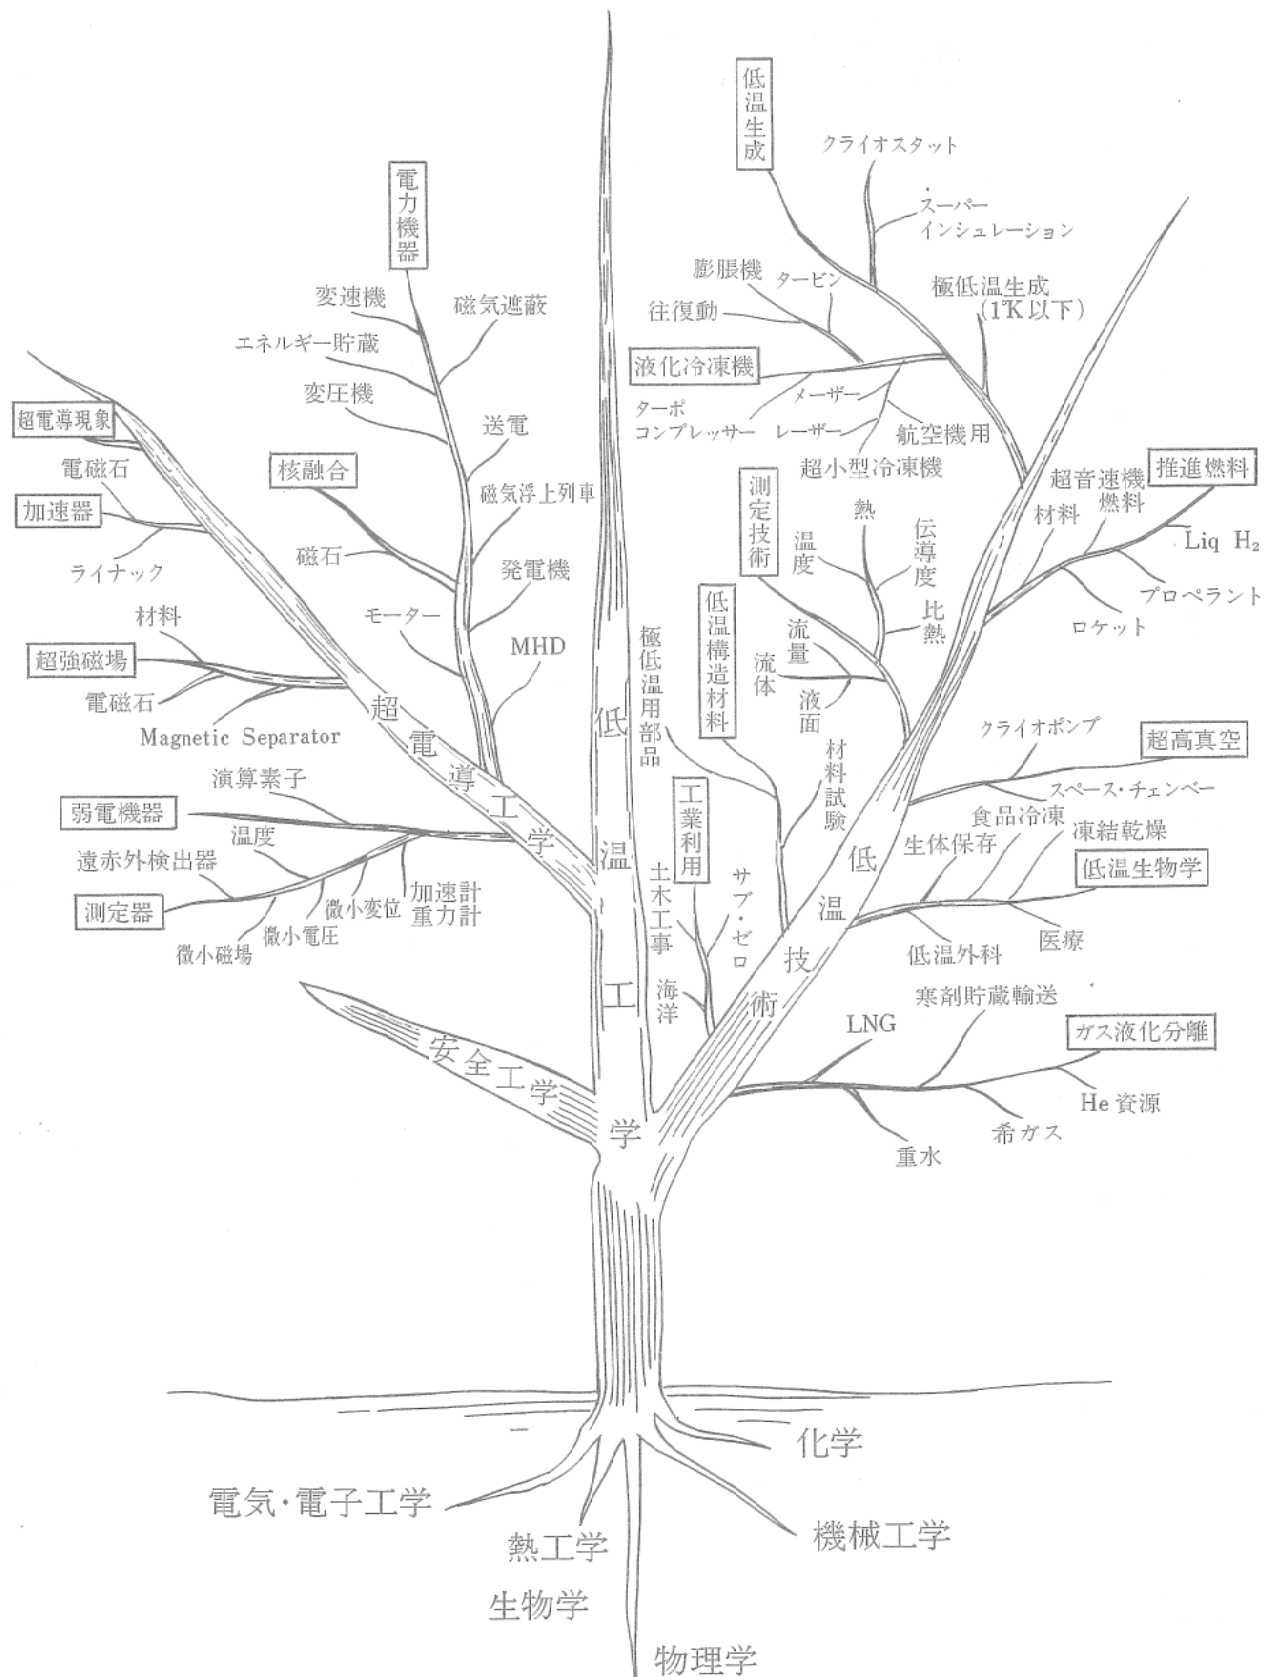 低温生成
クライオスタット
スーパー
インシュレーション
電力機器
変速機
磁気遮蔽
エネルギー貯蔵
変圧機
送電
磁気浮上列車
発電機
モーター
MHD
核融合
磁石
超電導現象
電磁石
加速器
ライナック
材料
超強磁場
電磁石
Magnetic Separator
演算素子
弱電機器
温度
遠赤外検出器
測定器
微小磁場
微小電圧
微小変位
加速計
重力計
超電導工学
安全工学
低温工学
膨脹機
タービン
往復動
極低温生成
(1°K以下)
液化冷凍機
ターボ
コンプレッサー
メーザー
レーザー
航空機用
超小型冷凍機
測定技術
熱
伝導度
温度
比熱
流量
流体
液面
推進燃料
超音速機
燃料
材料
Liq H₂
プロペラント
ロケット
極低温用部品
低温構造材料
材料試験
工業利用
土木工事
サブ・ゼロ
海洋
クライオポンプ
超高真空
スペース・チェンベー
食品冷凍
生体保存
凍結乾燥
低温生物学
低温外科
医療
低温技術
寒剤貯蔵輸送
LNG
ガス液化分離
He資源
希ガス
重水
化学
電気・電子工学
熱工学
機械工学
生物学
物理学